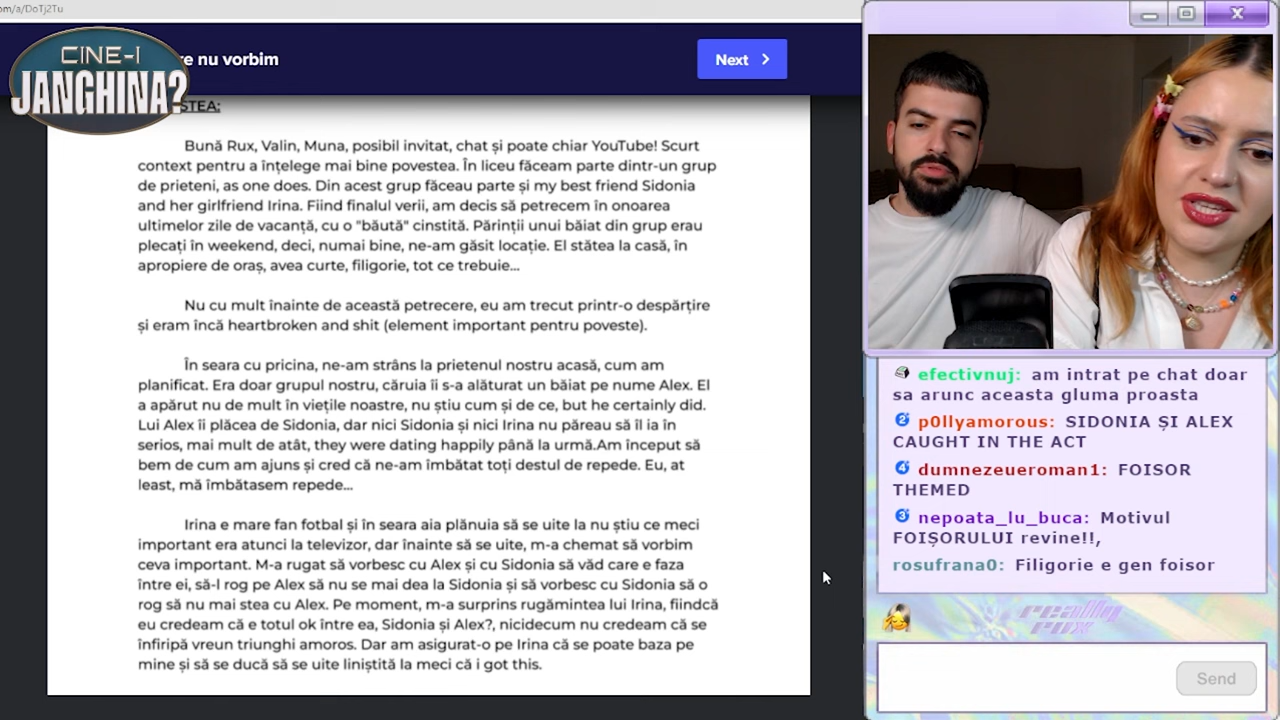 om/a/DoTj2Tu
CINE-I
JANGHINA?
re nu vorbim
Next
STEA:
Bună Rux, Valin, Muna, posibil invitat, chat și poate chiar YouTube! Scurt
context pentru a înțelege mai bine povestea. În liceu făceam parte dintr-un grup
de prieteni, as one does. Din acest grup făceau parte și my best friend Sidonia
and her girlfriend Irina. Fiind finalul verii, am decis să petrecem în onoarea
ultimelor zile de vacanță, cu o "băută" cinstită. Părinții unui băiat din grup erau
plecați în weekend, deci, numai bine, ne-am găsit locație. El stătea la casă, în
apropiere de oraș, avea curte, filigorie, tot ce trebuie...
Nu cu mult înainte de această petrecere, eu am trecut printr-o despărțire
și eram încă heartbroken and shit (element important pentru poveste).
În seara cu pricina, ne-am strâns la prietenul nostru acasă, cum am
planificat. Era doar grupul nostru, căruia îi s-a alăturat un băiat pe nume Alex. El
a apărut nu de mult în viețile noastre, nu știu cum și de ce, but he certainly did.
Lui Alex îi plăcea de Sidonia, dar nici Sidonia și nici Irina nu păreau să îl ia în
serios, mai mult de atât, they were dating happily până la urmă.Am început să
bem de cum am ajuns și cred că ne-am îmbătat toți destul de repede. Eu, at
least, mă îmbătasem repede...
Irina e mare fan fotbal și în seara aia plănuia să se uite la nu știu ce meci
important era atunci la televizor, dar înainte să se uite, m-a chemat să vorbim
ceva important. M-a rugat să vorbesc cu Alex și cu Sidonia să văd care e faza
între ei, să-l rog pe Alex să nu se mai dea la Sidonia și să vorbesc cu Sidonia să o
rog să nu mai stea cu Alex. Pe moment, m-a surprins rugămintea lui Irina, fiindcă
eu credeam că e totul ok între ea, Sidonia și Alex?, nicidecum nu credeam că se
înfiripă vreun triunghi amoros. Dar am asigurat-o pe Irina că se poate baza pe
mine și să se ducă să se uite liniștită la meci că i got this.
efectivnuj: am intrat pe chat doar
sa arunc aceasta gluma proasta
p0llyamorous: SIDONIA ȘI ALEX
CAUGHT IN THE ACT
dumnezeueroman1: FOISOR
THEMED
nepoata_lu_buca: Motivul
FOIȘORULUI revine!!,
rosufrana0: Filigorie e gen foisor
really
rux
Send